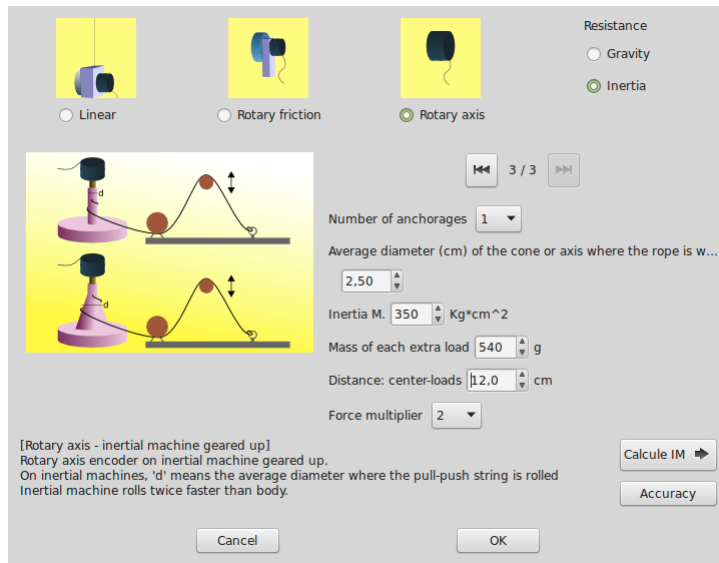 Resistance
Gravity
Inertia
Linear
Rotary friction
Rotary axis
3 / 3
d
d
Number of anchorages 1
Average diameter (cm) of the cone or axis where the rope is w...
2,50
Inertia M. 350 Kg*cm^2
Mass of each extra load 540 g
Distance: center-loads 12,0 cm
Force multiplier 2
[Rotary axis - inertial machine geared up]
Rotary axis encoder on inertial machine geared up.
On inertial machines, 'd' means the average diameter where the pull-push string is rolled
Inertial machine rolls twice faster than body.
Calcule IM
Accuracy
Cancel
OK